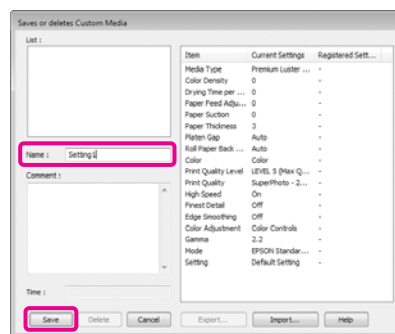 Saves or deletes Custom Media
List :
Name : Setting1
Comment :
Time :
Item Current Settings Registered Sett...
Media Type Premium Luster ... -
Color Density 0 -
Drying Time per ... 0 -
Paper Feed Adju... 0 -
Paper Suction 0 -
Paper Thickness 3 -
Platen Gap Auto -
Roll Paper Back ... Auto -
Color Color -
Print Quality Level LEVEL 5 (Max Q... -
Print Quality SuperPhoto - 2... -
High Speed On -
Finest Detail Off -
Edge Smoothing Off -
Color Adjustment Color Controls -
Gamma 2.2 -
Mode EPSON Standar... -
Setting Default Setting -
Save Delete Cancel Export... Import... Help